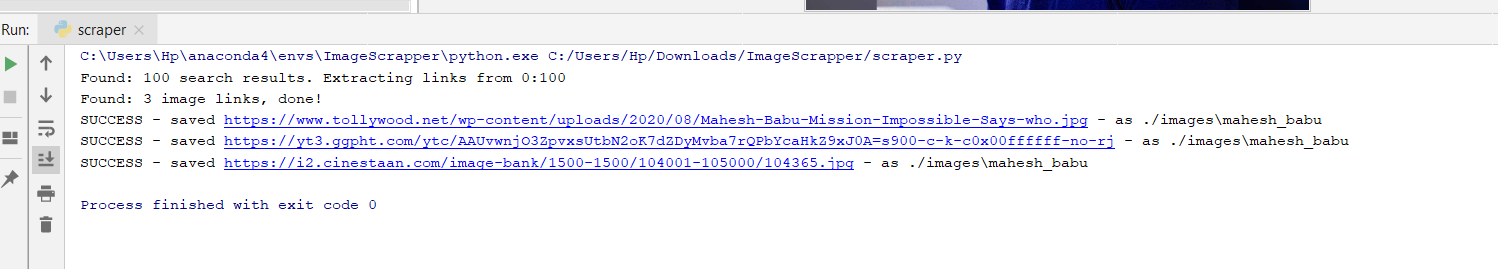 Run: scraper
C:\Users\Hp\anaconda4\envs\ImageScrapper\python.exe C:/Users/Hp/Downloads/ImageScrapper/scraper.py
Found: 100 search results. Extracting links from 0:100
Found: 3 image links, done!
SUCCESS - saved https://www.tollywood.net/wp-content/uploads/2020/08/Mahesh-Babu-Mission-Impossible-Says-who.jpg - as ./images\mahesh_babu
SUCCESS - saved https://yt3.ggpht.com/ytc/AAUvwnjO3ZpvxsUtbN2oK7dZDyMvba7rQPbYcaHkZ9xJ0A=s900-c-k-c0x00ffffff-no-rj - as ./images\mahesh_babu
SUCCESS - saved https://i2.cinestaan.com/image-bank/1500-1500/104001-105000/104365.jpg - as ./images\mahesh_babu
Process finished with exit code 0